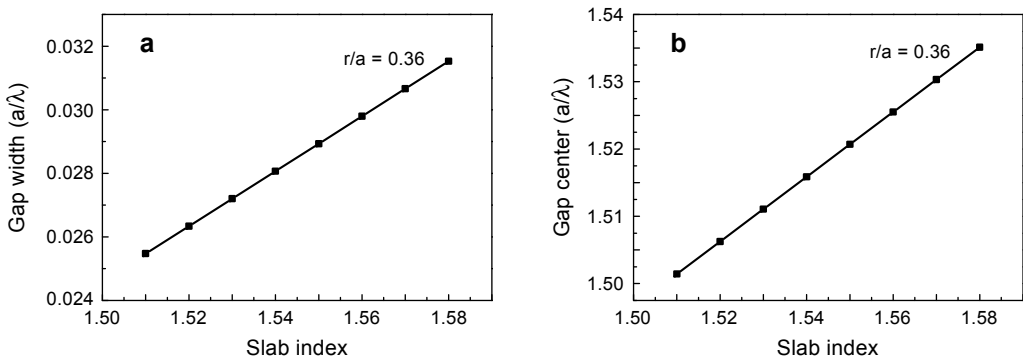 a
r/a = 0.36
Gap width (a/λ)
0.032
0.030
0.028
0.026
0.024
1.50 1.52 1.54 1.56 1.58
Slab index
b
r/a = 0.36
Gap center (a/λ)
1.54
1.53
1.52
1.51
1.50
1.50 1.52 1.54 1.56 1.58
Slab index